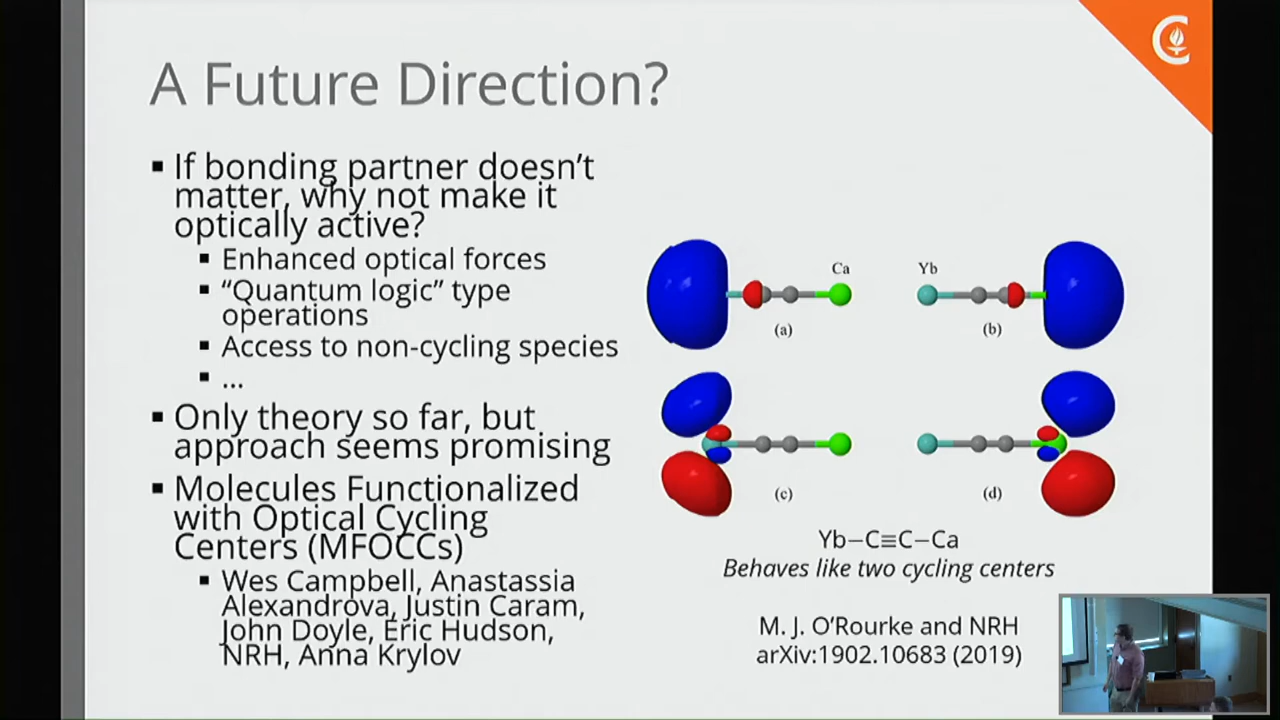 A Future Direction?
▪ If bonding partner doesn't
matter, why not make it
optically active?
▪ Enhanced optical forces
▪ “Quantum logic” type
operations
▪ Access to non-cycling species
▪ ...
▪ Only theory so far, but
approach seems promising
▪ Molecules Functionalized
with Optical Cycling
Centers (MFOCCs)
▪ Wes Campbell, Anastassia
Alexandrova, Justin Caram,
John Doyle, Eric Hudson,
NRH, Anna Krylov
Ca
Yb
(a)
(b)
(c)
(d)
Yb−C≡C−Ca
Behaves like two cycling centers
M. J. O'Rourke and NRH
arXiv:1902.10683 (2019)